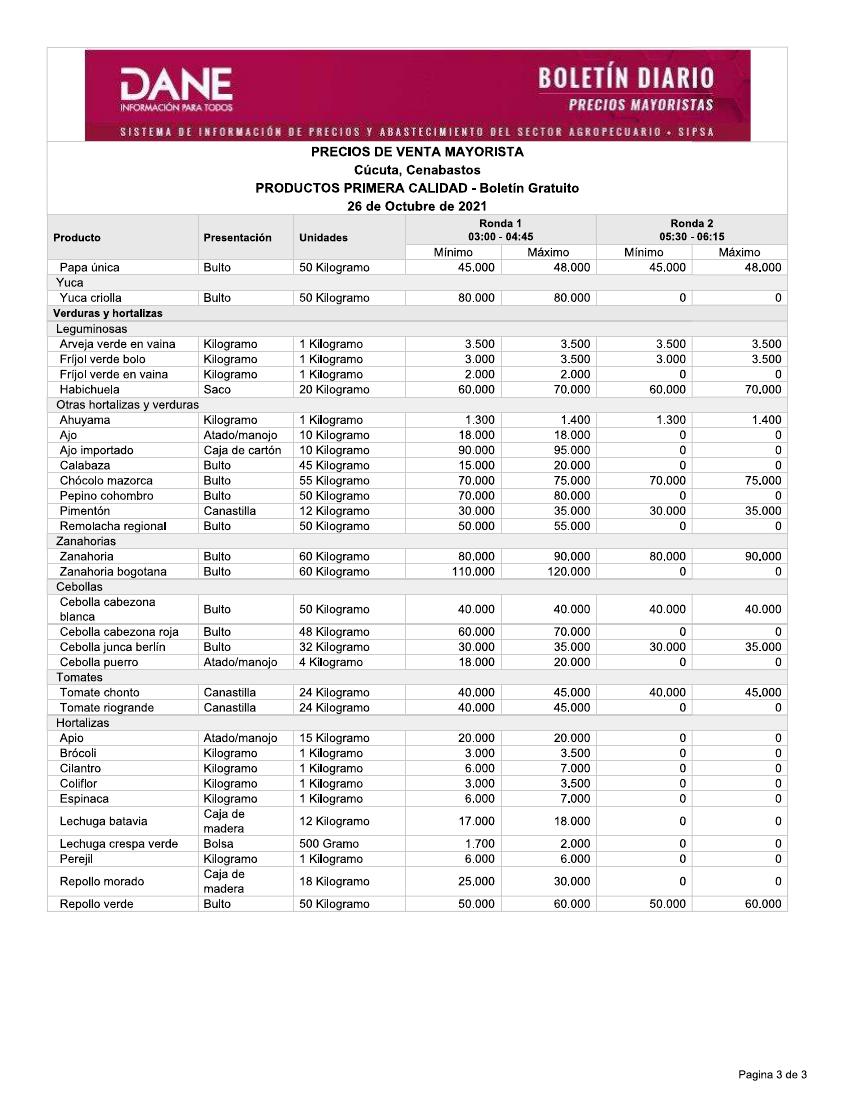 DANE
INFORMACIÓN PARA TODOS
BOLETÍN DIARIO
PRECIOS MAYORISTAS
SISTEMA DE INFORMACIÓN DE PRECIOS Y ABASTECIMIENTO DEL SECTOR AGROPECUARIO • SIPSA
PRECIOS DE VENTA MAYORISTA
Cúcuta, Cenabastos
PRODUCTOS PRIMERA CALIDAD - Boletín Gratuito
26 de Octubre de 2021
Producto Presentación Unidades Ronda 1 03:00 - 04:45 Ronda 2 05:30 - 06:15
Mínimo Máximo Mínimo Máximo
Papa única Bulto 50 Kilogramo 45.000 48.000 45.000 48.000
Yuca
Yuca criolla Bulto 50 Kilogramo 80.000 80.000 0 0
Verduras y hortalizas
Leguminosas
Arveja verde en vaina Kilogramo 1 Kilogramo 3.500 3.500 3.500 3.500
Fríjol verde bolo Kilogramo 1 Kilogramo 3.000 3.500 3.000 3.500
Fríjol verde en vaina Kilogramo 1 Kilogramo 2.000 2.000 0 0
Habichuela Saco 20 Kilogramo 60.000 70.000 60.000 70.000
Otras hortalizas y verduras
Ahuyama Kilogramo 1 Kilogramo 1.300 1.400 1.300 1.400
Ajo Atado/manojo 10 Kilogramo 18.000 18.000 0 0
Ajo importado Caja de cartón 10 Kilogramo 90.000 95.000 0 0
Calabaza Bulto 45 Kilogramo 15.000 20.000 0 0
Chócolo mazorca Bulto 55 Kilogramo 70.000 75.000 70.000 75.000
Pepino cohombro Bulto 50 Kilogramo 70.000 80.000 0 0
Pimentón Canastilla 12 Kilogramo 30.000 35.000 30.000 35.000
Remolacha regional Bulto 50 Kilogramo 50.000 55.000 0 0
Zanahorias
Zanahoria Bulto 60 Kilogramo 80.000 90.000 80.000 90.000
Zanahoria bogotana Bulto 60 Kilogramo 110.000 120.000 0 0
Cebollas
Cebolla cabezona blanca Bulto 50 Kilogramo 40.000 40.000 40.000 40.000
Cebolla cabezona roja Bulto 48 Kilogramo 60.000 70.000 0 0
Cebolla junca berlín Bulto 32 Kilogramo 30.000 35.000 30.000 35.000
Cebolla puerro Atado/manojo 4 Kilogramo 18.000 20.000 0 0
Tomates
Tomate chonto Canastilla 24 Kilogramo 40.000 45.000 40.000 45.000
Tomate riogrande Canastilla 24 Kilogramo 40.000 45.000 0 0
Hortalizas
Apio Atado/manojo 15 Kilogramo 20.000 20.000 0 0
Brócoli Kilogramo 1 Kilogramo 3.000 3.500 0 0
Cilantro Kilogramo 1 Kilogramo 6.000 7.000 0 0
Coliflor Kilogramo 1 Kilogramo 3.000 3.500 0 0
Espinaca Kilogramo 1 Kilogramo 6.000 7.000 0 0
Lechuga batavia Caja de madera 12 Kilogramo 17.000 18.000 0 0
Lechuga crespa verde Bolsa 500 Gramo 1.700 2.000 0 0
Perejil Kilogramo 1 Kilogramo 6.000 6.000 0 0
Repollo morado Caja de madera 18 Kilogramo 25.000 30.000 0 0
Repollo verde Bulto 50 Kilogramo 50.000 60.000 50.000 60.000
Pagina 3 de 3